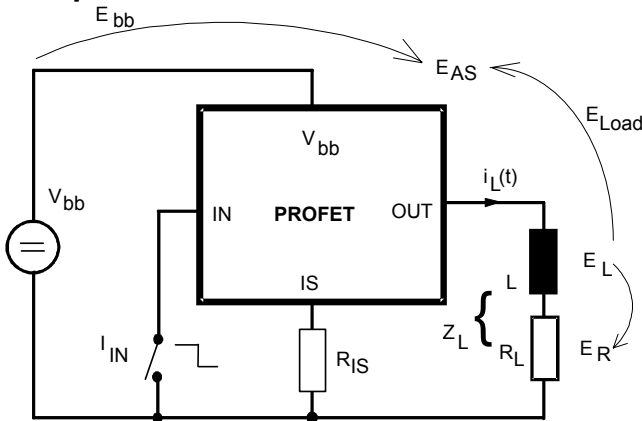 E bb
E AS
E Load
V bb
V bb
i L(t)
IN
PROFET
OUT
IS
L
E L
Z L
{
I IN
R IS
R L
E R